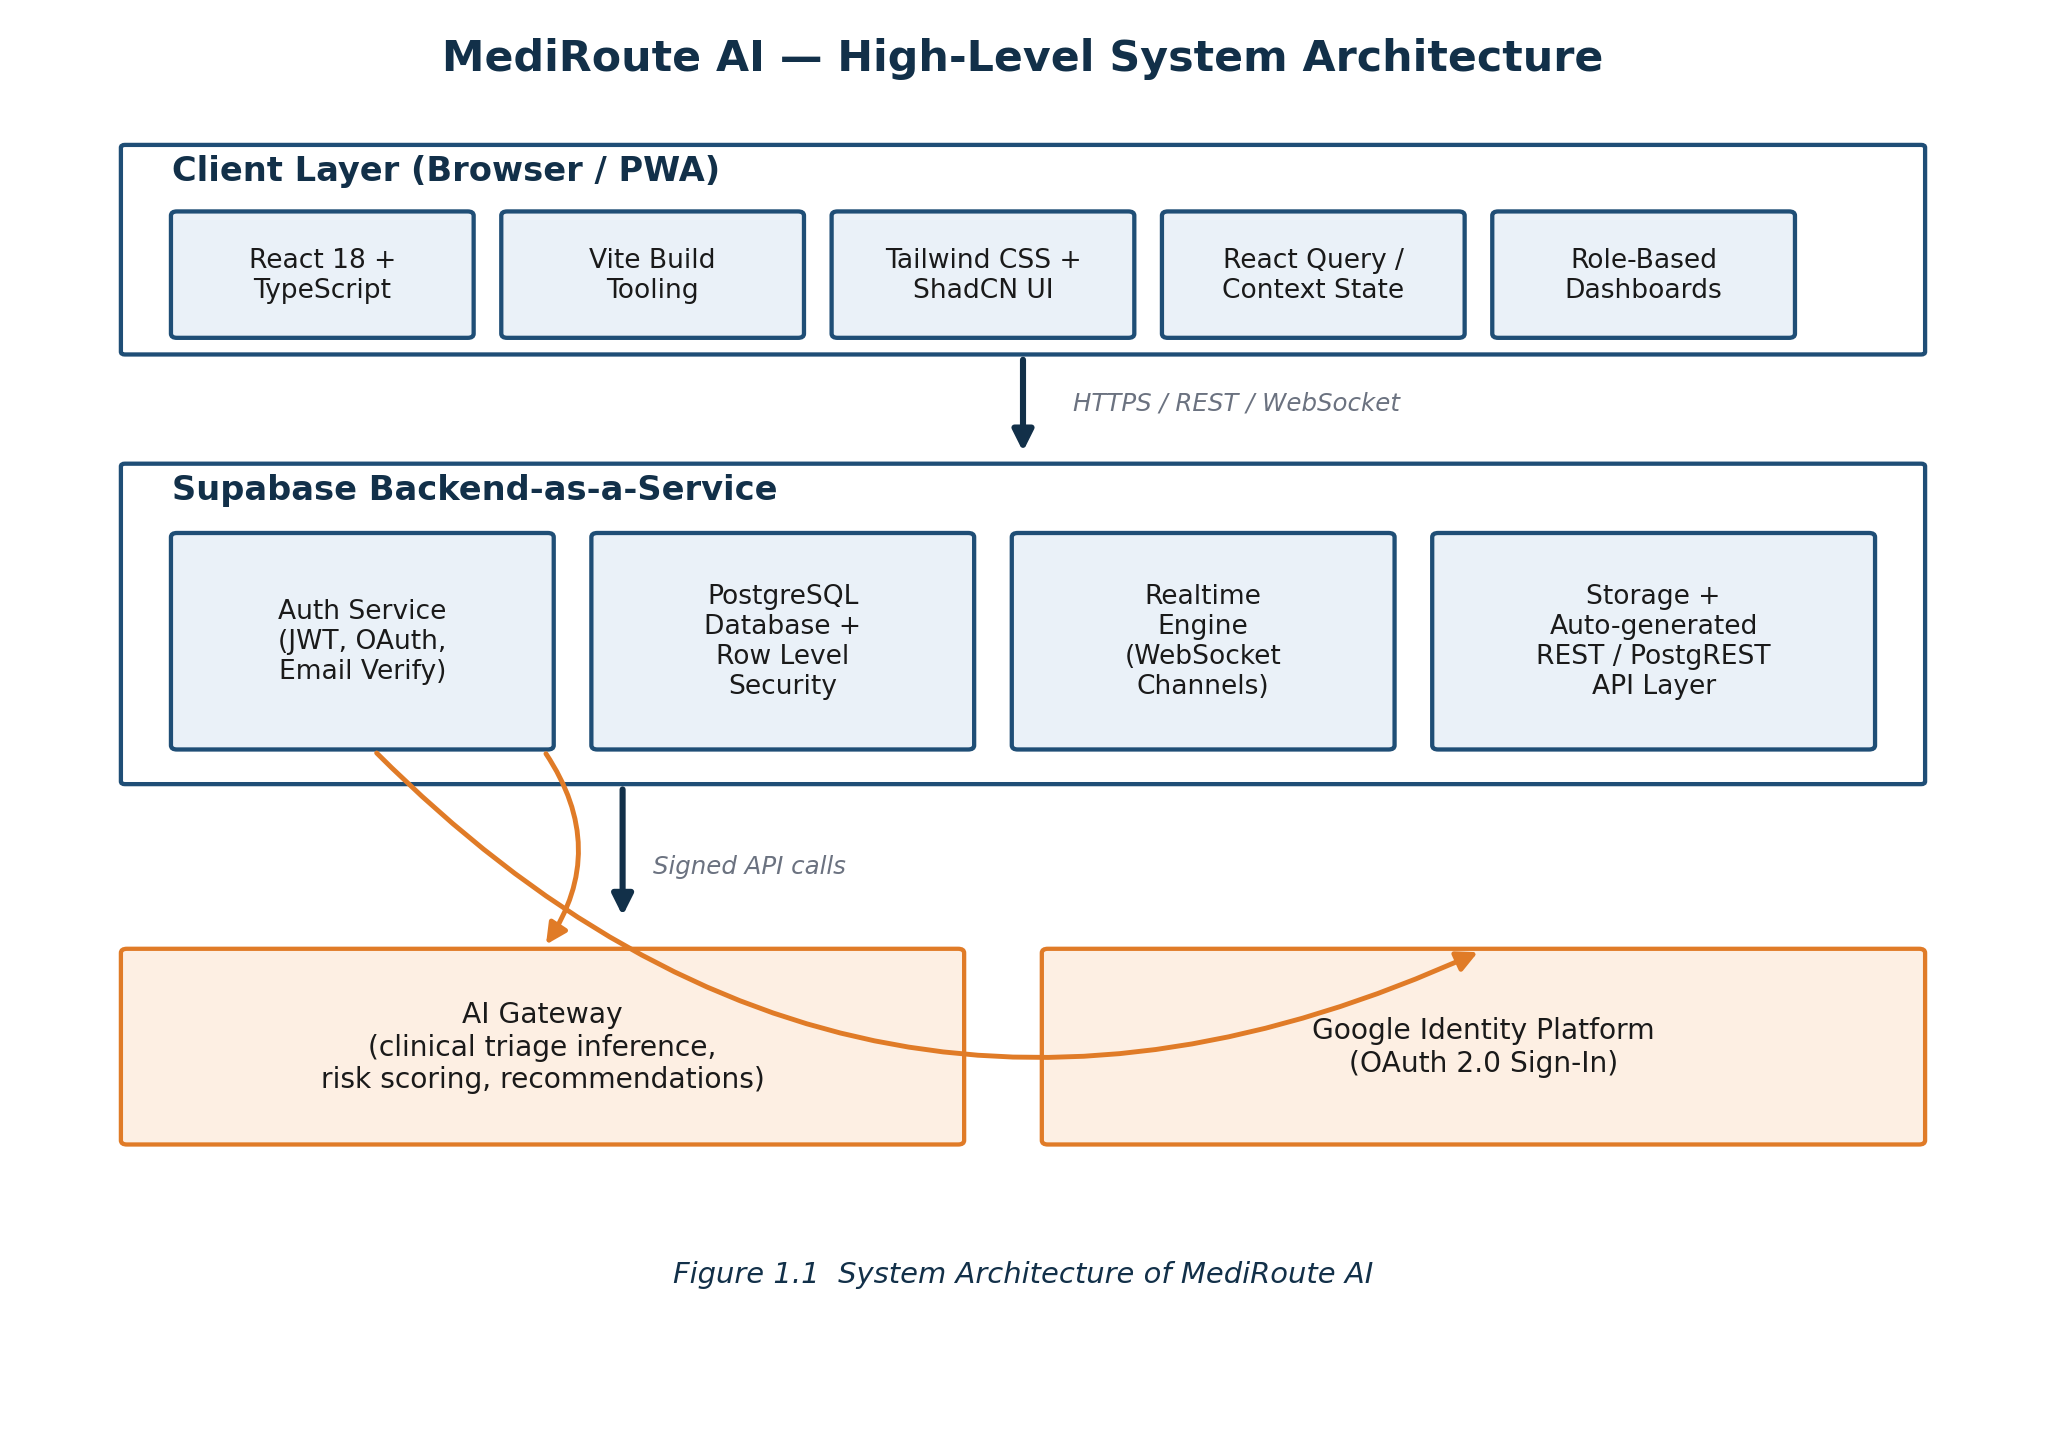 MediRoute AI — High-Level System Architecture
Client Layer (Browser / PWA)
React 18 +
TypeScript
Vite Build
Tooling
Tailwind CSS +
ShadCN UI
React Query /
Context State
Role-Based
Dashboards
HTTPS / REST / WebSocket
Supabase Backend-as-a-Service
Auth Service
(JWT, OAuth,
Email Verify)
PostgreSQL
Database +
Row Level
Security
Realtime
Engine
(WebSocket
Channels)
Storage +
Auto-generated
REST / PostgREST
API Layer
Signed API calls
AI Gateway
(clinical triage inference,
risk scoring, recommendations)
Google Identity Platform
(OAuth 2.0 Sign-In)
Figure 1.1  System Architecture of MediRoute AI